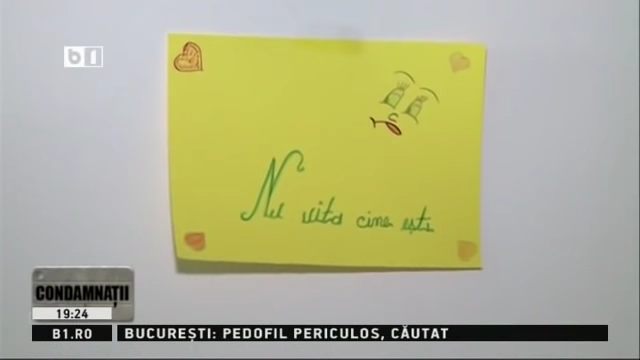 B1
Nu uita cine ești
CONDAMNAȚII
19:24
B1.RO
BUCUREȘTI: PEDOFIL PERICULOS, CĂUTAT